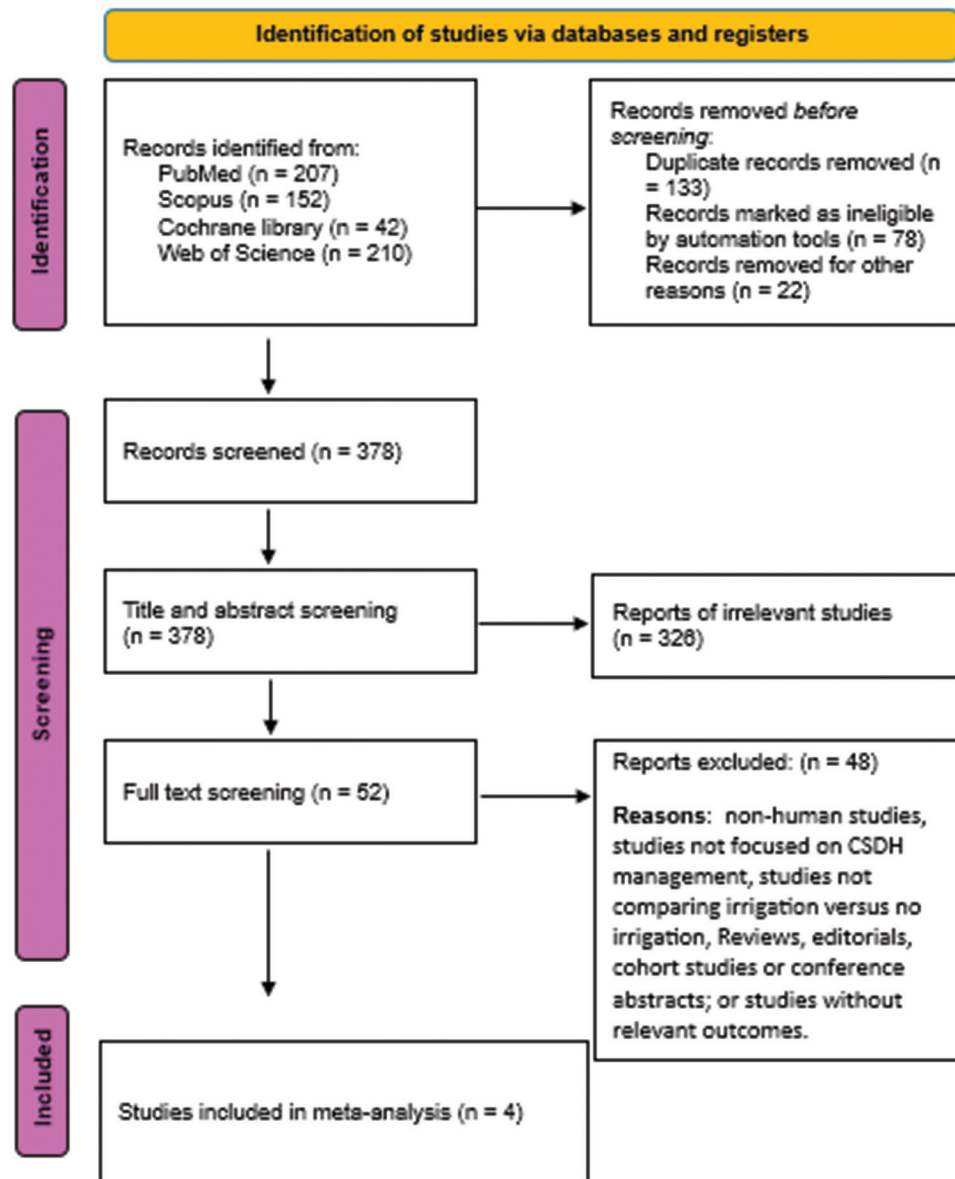 Identification of studies via databases and registers
Identification
Records identified from:
PubMed (n = 207)
Scopus (n = 152)
Cochrane library (n = 42)
Web of Science (n = 210)
Records removed before
screening:
Duplicate records removed (n
= 133)
Records marked as ineligible
by automation tools (n = 78)
Records removed for other
reasons (n = 22)
Screening
Records screened (n = 378)
Title and abstract screening
(n = 378)
Reports of irrelevant studies
(n = 326)
Full text screening (n = 52)
Reports excluded: (n = 48)
Reasons: non-human studies,
studies not focused on CSDH
management, studies not
comparing irrigation versus no
irrigation, Reviews, editorials,
cohort studies or conference
abstracts; or studies without
relevant outcomes.
Included
Studies included in meta-analysis (n = 4)